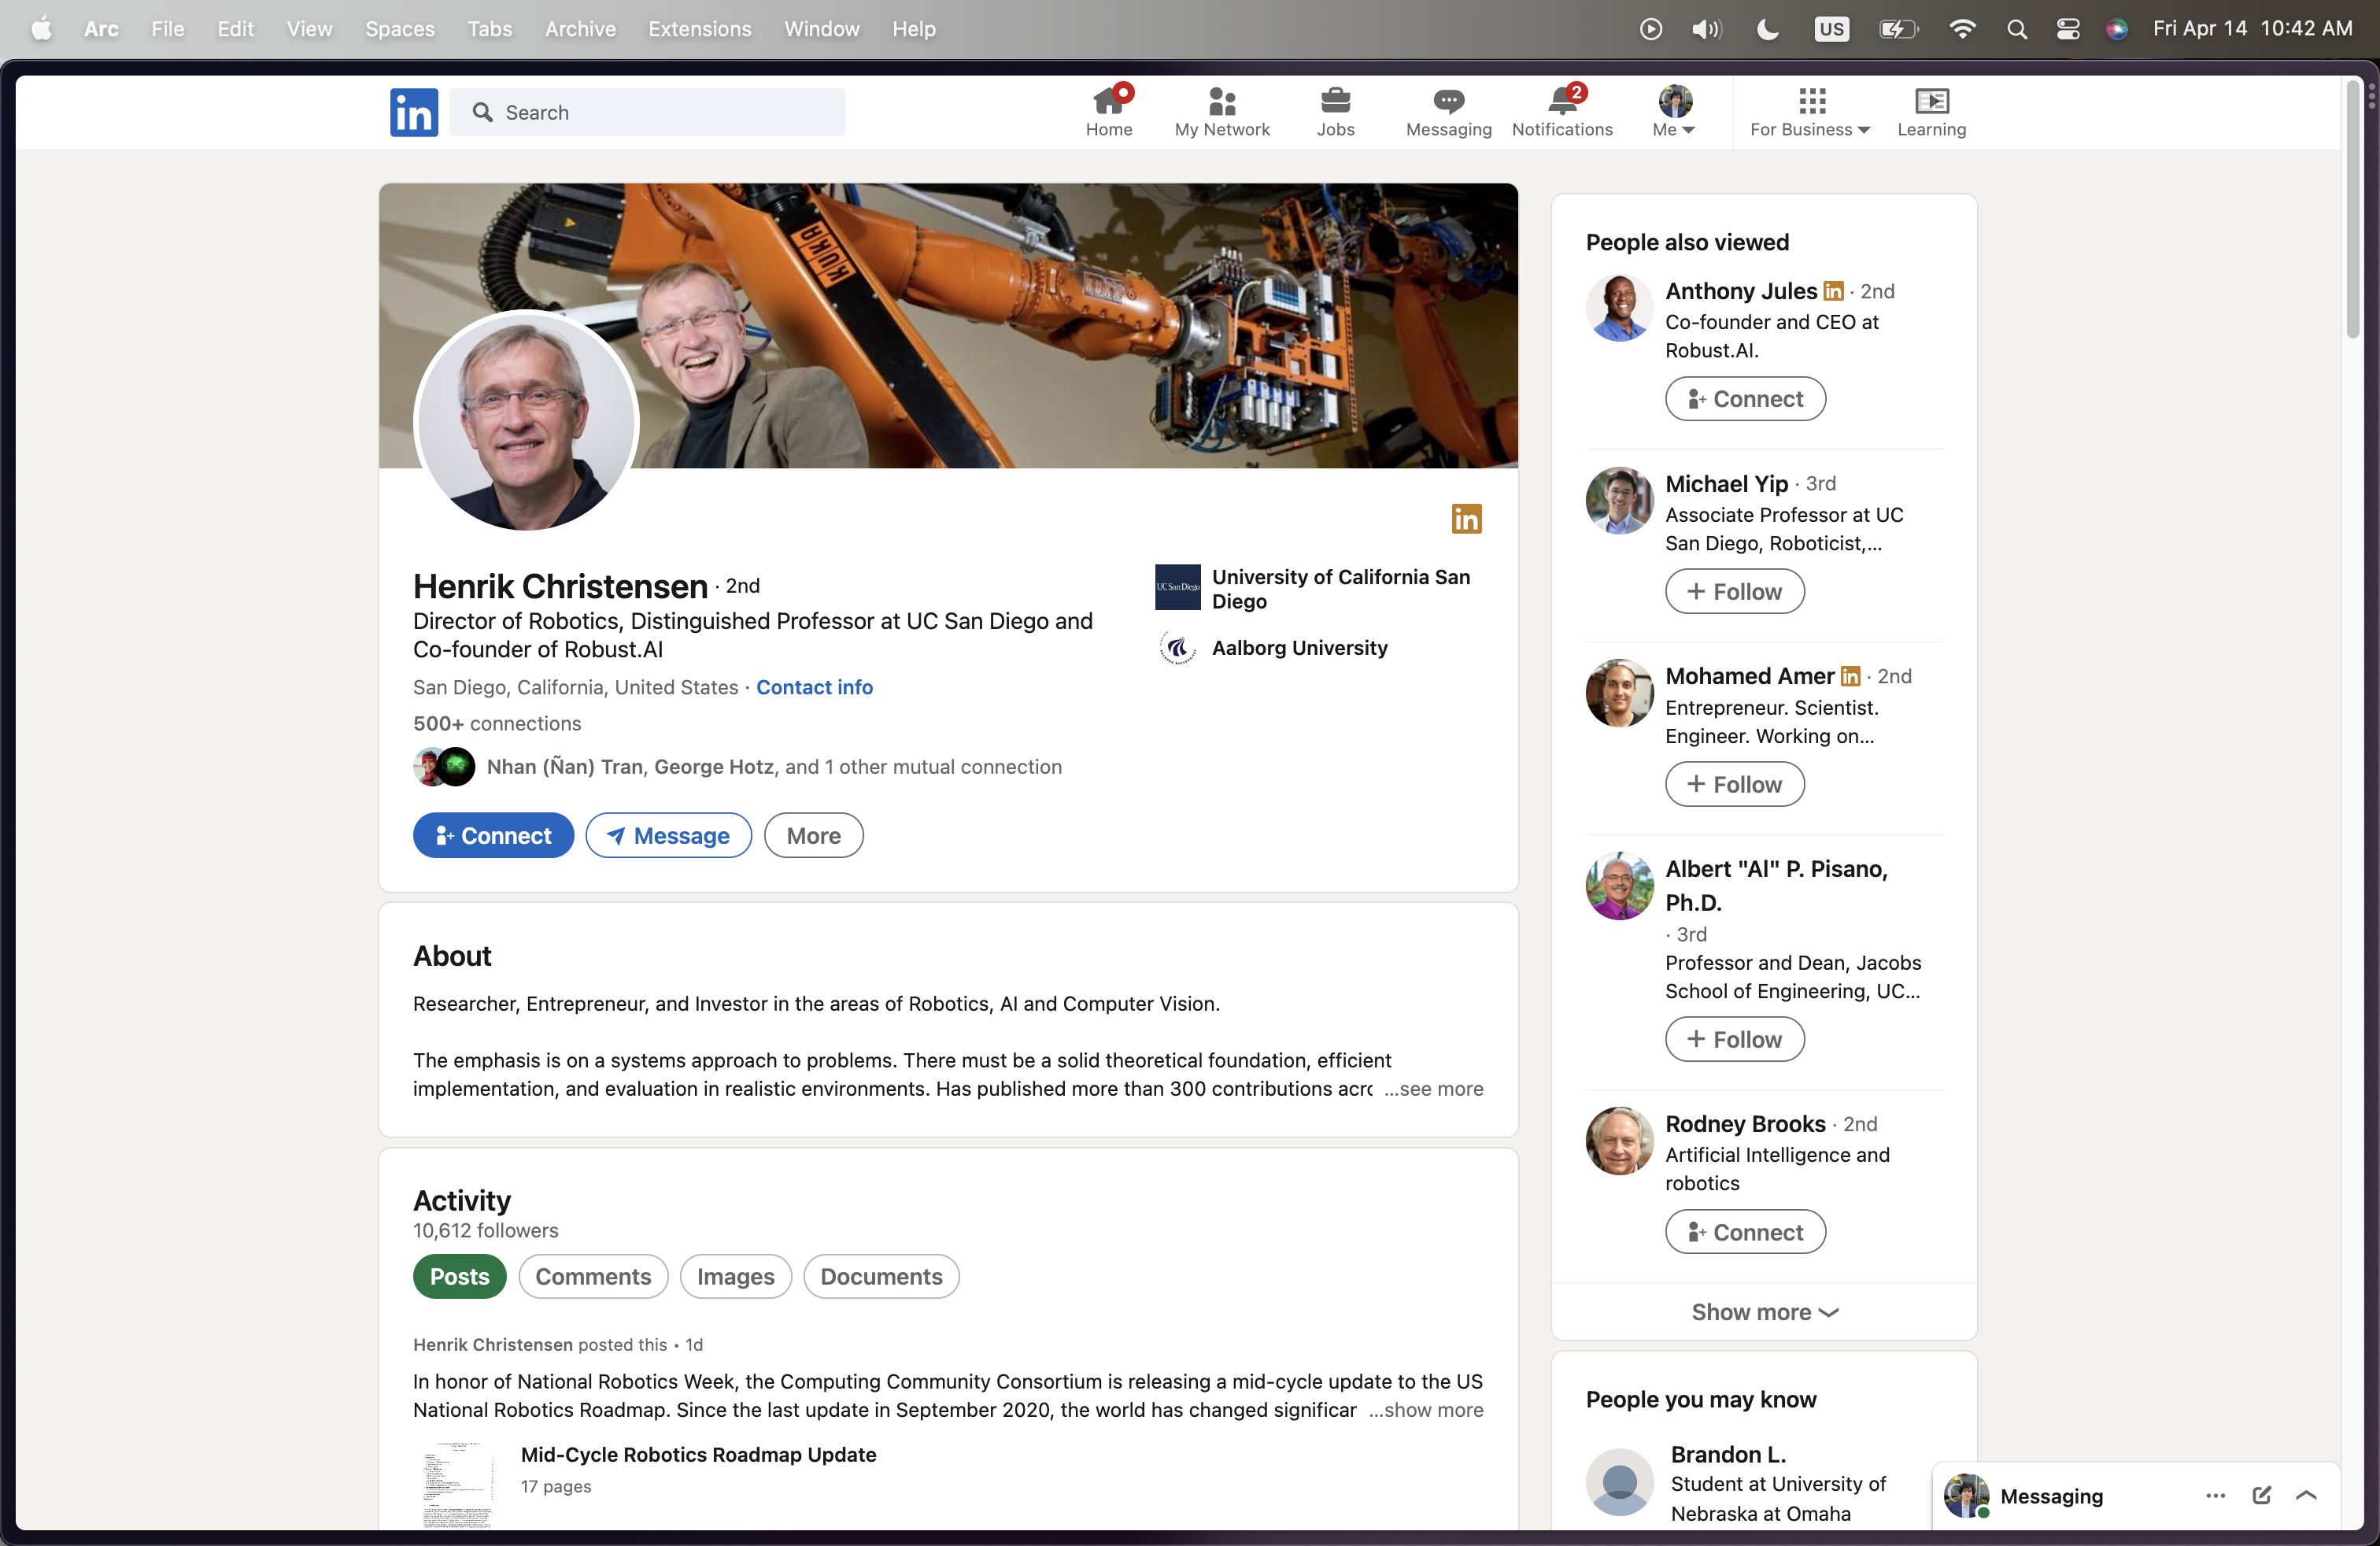 Arc File Edit View Spaces Tabs Archive Extensions Window Help
US
Fri Apr 14 10:42 AM
in
Search
Home
My Network
Jobs
Messaging
2
Notifications
Me
For Business
Learning
KUKA
in
Henrik Christensen · 2nd
Director of Robotics, Distinguished Professor at UC San Diego and
Co-founder of Robust.AI
San Diego, California, United States · Contact info
500+ connections
Nhan (Ñan) Tran, George Hotz, and 1 other mutual connection
Connect
Message
More
UC San Diego
University of California San
Diego
Aalborg University
About
Researcher, Entrepreneur, and Investor in the areas of Robotics, AI and Computer Vision.
The emphasis is on a systems approach to problems. There must be a solid theoretical foundation, efficient
implementation, and evaluation in realistic environments. Has published more than 300 contributions acrc ...see more
Activity
10,612 followers
Posts
Comments
Images
Documents
Henrik Christensen posted this • 1d
In honor of National Robotics Week, the Computing Community Consortium is releasing a mid-cycle update to the US
National Robotics Roadmap. Since the last update in September 2020, the world has changed significar ...show more
Mid-Cycle Robotics Roadmap Update
17 pages
People also viewed
Anthony Jules in · 2nd
Co-founder and CEO at
Robust.AI.
Connect
Michael Yip · 3rd
Associate Professor at UC
San Diego, Roboticist,...
+ Follow
Mohamed Amer in · 2nd
Entrepreneur. Scientist.
Engineer. Working on...
+ Follow
Albert "Al" P. Pisano,
Ph.D.
· 3rd
Professor and Dean, Jacobs
School of Engineering, UC...
+ Follow
Rodney Brooks · 2nd
Artificial Intelligence and
robotics
Connect
Show more
People you may know
Brandon L.
Student at University of
Nebraska at Omaha
Messaging